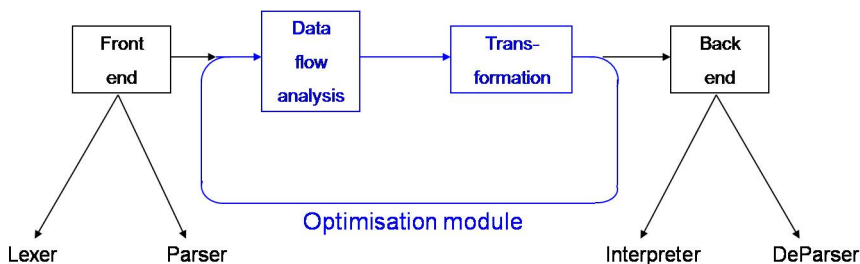 Front
end
Data
flow
analysis
Trans-
formation
Back
end
Optimisation module
Lexer
Parser
Interpreter
DeParser